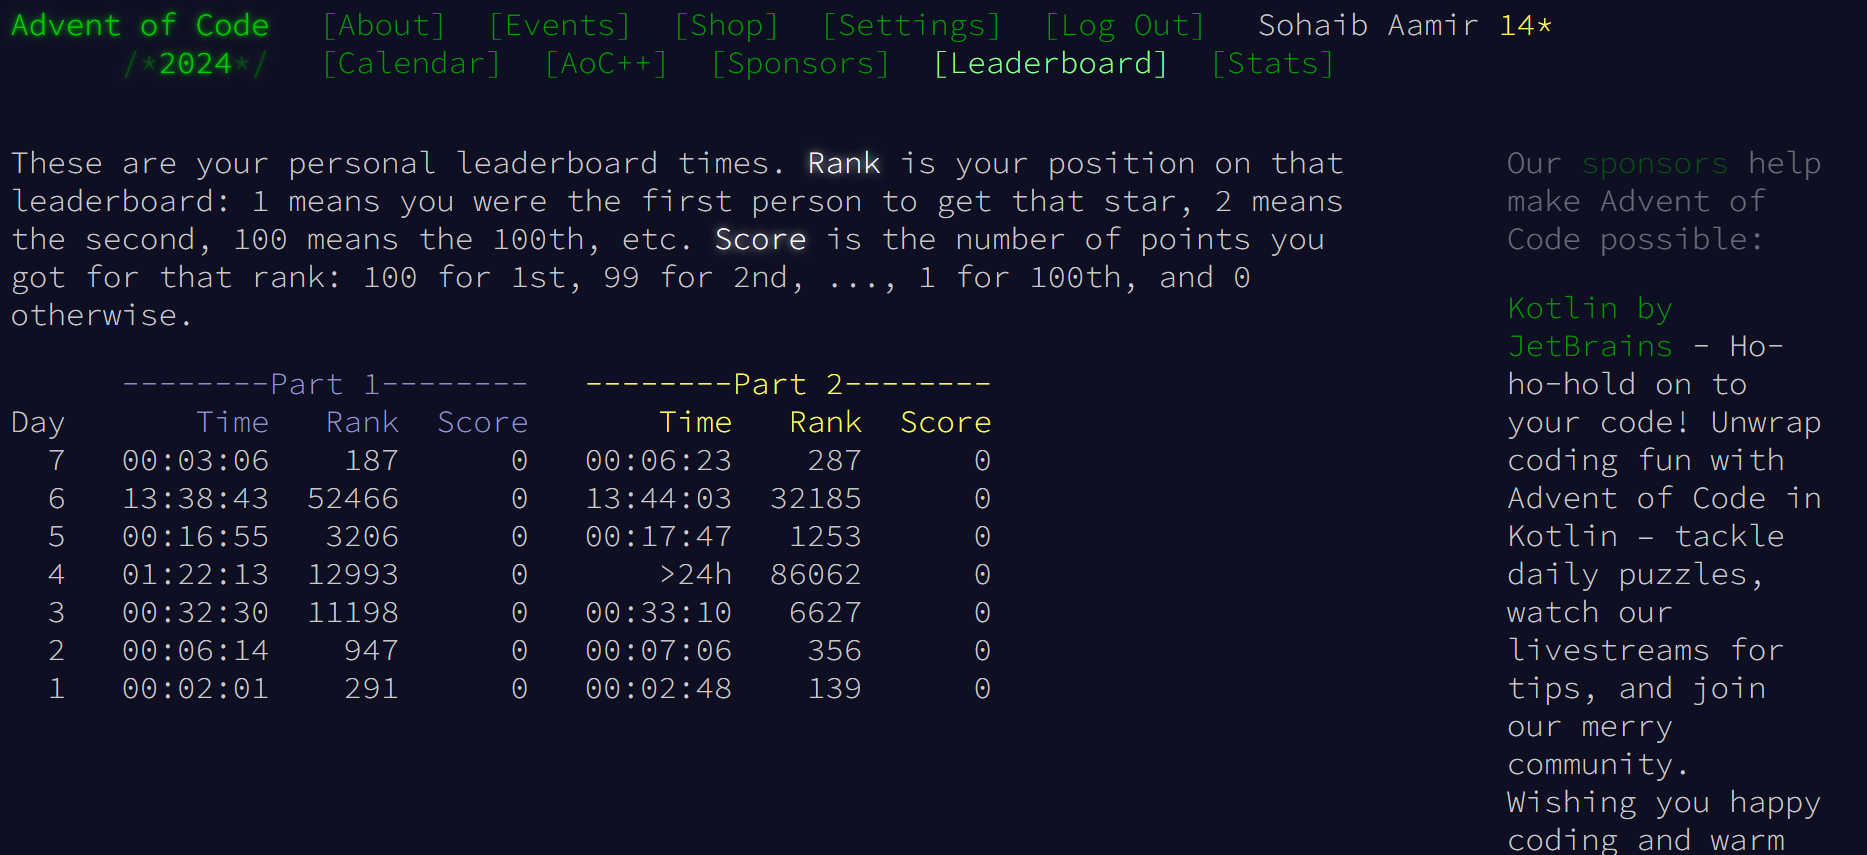 Advent of Code [About] [Events] [Shop] [Settings] [Log Out] Sohaib Aamir 14*
/*2024*/ [Calendar] [AoC++] [Sponsors] [Leaderboard] [Stats]
These are your personal leaderboard times. Rank is your position on that
leaderboard: 1 means you were the first person to get that star, 2 means
the second, 100 means the 100th, etc. Score is the number of points you
got for that rank: 100 for 1st, 99 for 2nd, ..., 1 for 100th, and 0
otherwise.
--------Part 1-------- --------Part 2--------
Day Time Rank Score Time Rank Score
7 00:03:06 187 0 00:06:23 287 0
6 13:38:43 52466 0 13:44:03 32185 0
5 00:16:55 3206 0 00:17:47 1253 0
4 01:22:13 12993 0 >24h 86062 0
3 00:32:30 11198 0 00:33:10 6627 0
2 00:06:14 947 0 00:07:06 356 0
1 00:02:01 291 0 00:02:48 139 0
Our sponsors help
make Advent of
Code possible:
Kotlin by
JetBrains - Ho-
ho-hold on to
your code! Unwrap
coding fun with
Advent of Code in
Kotlin – tackle
daily puzzles,
watch our
livestreams for
tips, and join
our merry
community.
Wishing you happy
coding and warm